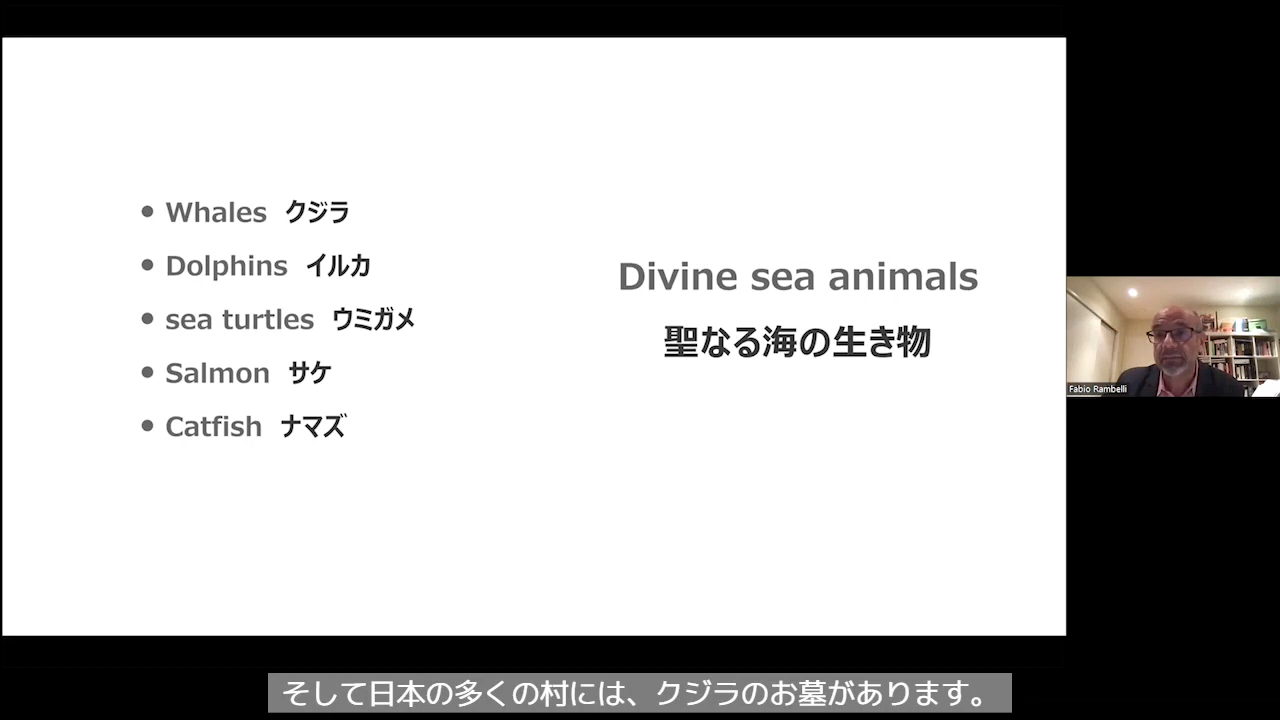 • Whales クジラ
• Dolphins イルカ
• sea turtles ウミガメ
• Salmon サケ
• Catfish ナマズ
Divine sea animals
聖なる海の生き物
Fabio Rambelli
そして日本の多くの村には、クジラのお墓があります。